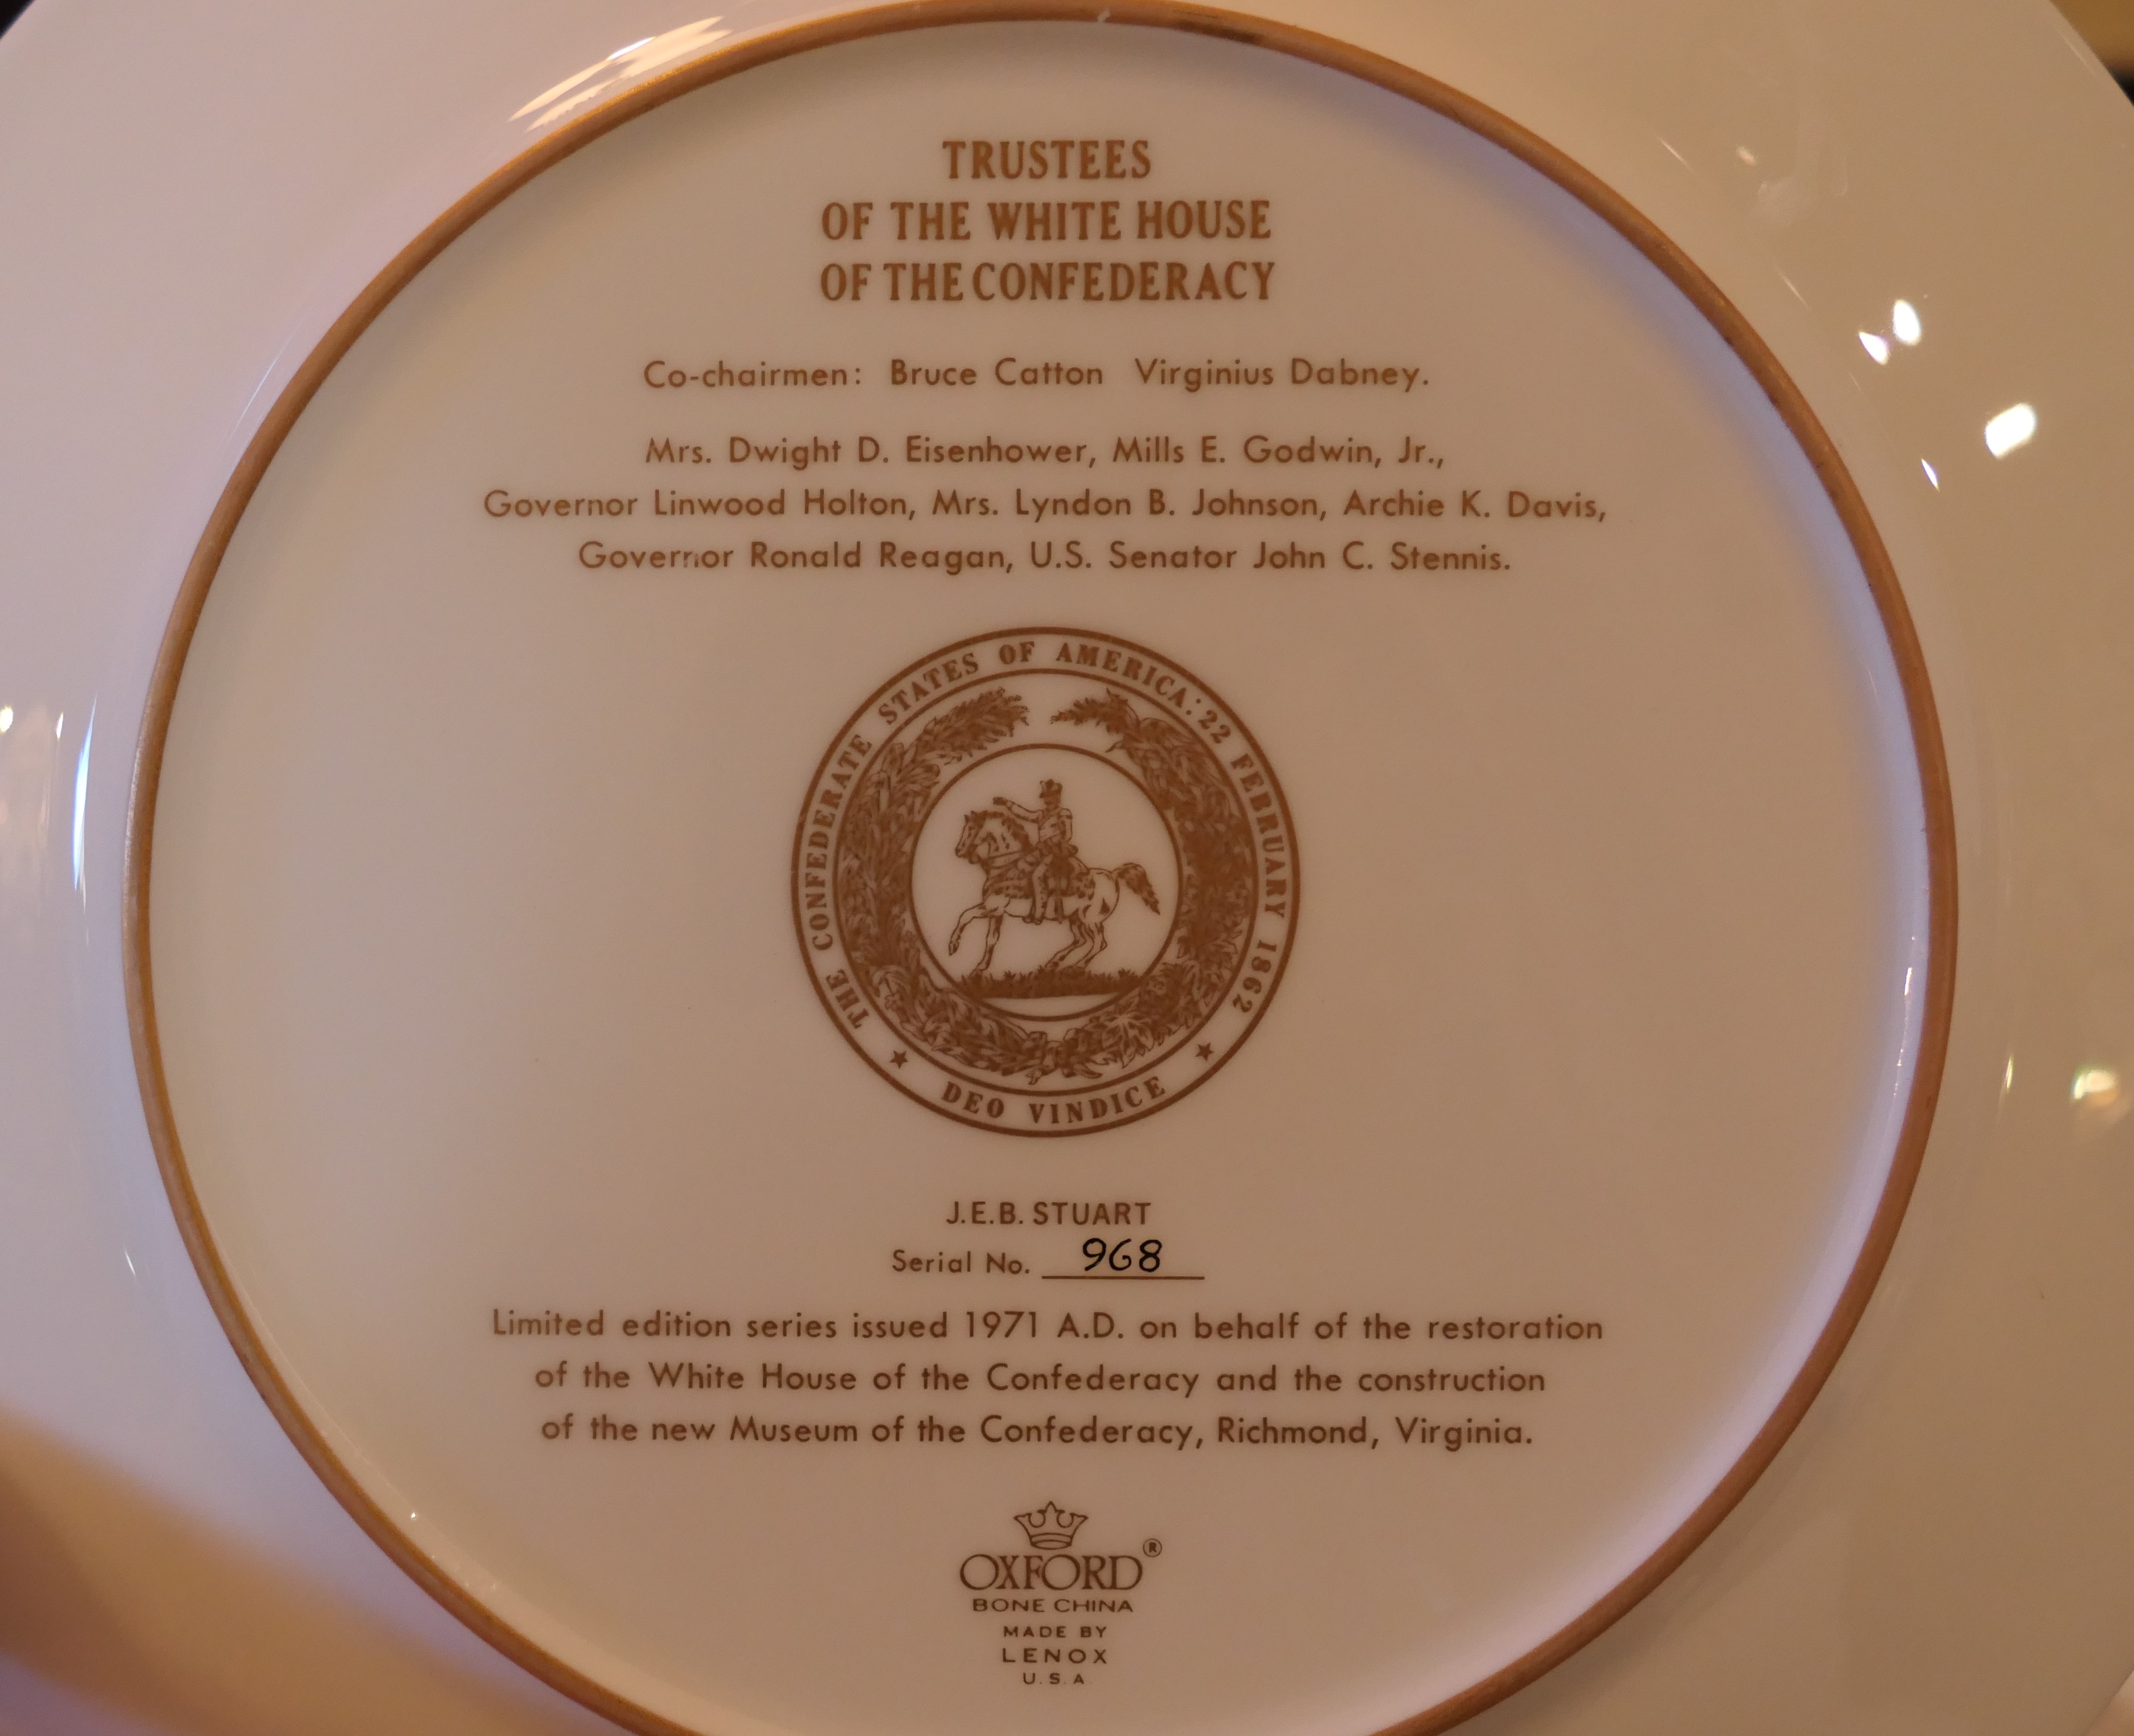 TRUSTEES
OF THE WHITE HOUSE
OF THE CONFEDERACY
Co-chairmen: Bruce Catton Virginius Dabney.
Mrs. Dwight D. Eisenhower, Mills E. Godwin, Jr.,
Governor Linwood Holton, Mrs. Lyndon B. Johnson, Archie K. Davis,
Governor Ronald Reagan, U.S. Senator John C. Stennis.
THE CONFEDERATE STATES OF AMERICA: 22 FEBRUARY 1862
DEO VINDICE
J.E.B. STUART
Serial No. 968
Limited edition series issued 1971 A.D. on behalf of the restoration
of the White House of the Confederacy and the construction
of the new Museum of the Confederacy, Richmond, Virginia.
OXFORD®
BONE CHINA
MADE BY
LENOX
U.S.A